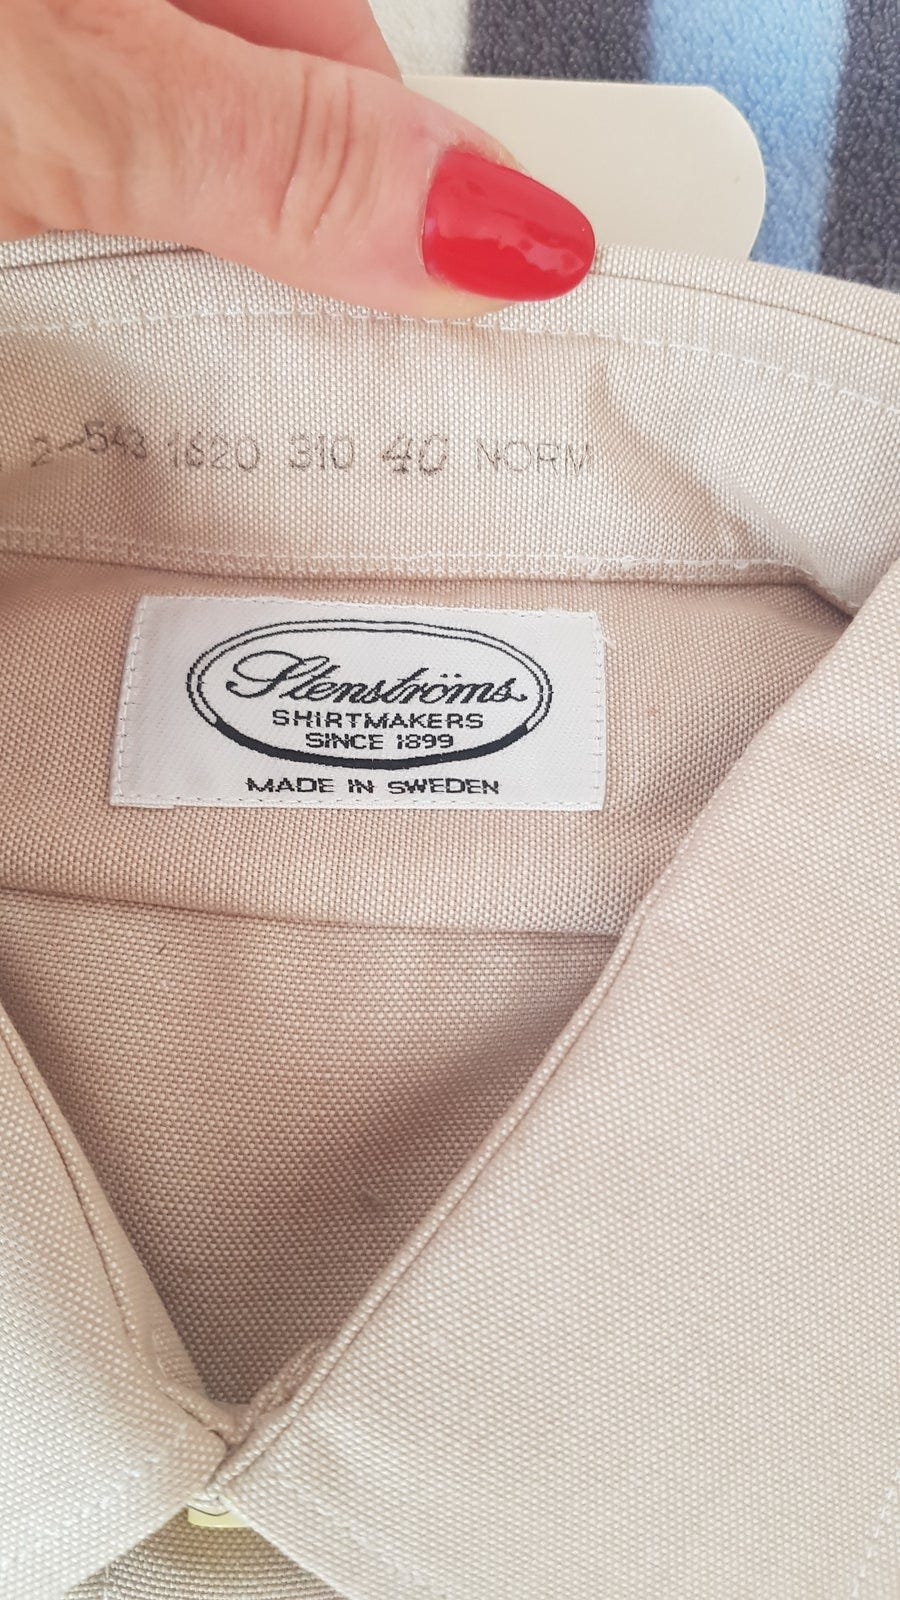 2-543 1620 310 40 NORM
Stenströms
SHIRTMAKERS
SINCE 1899
MADE IN SWEDEN